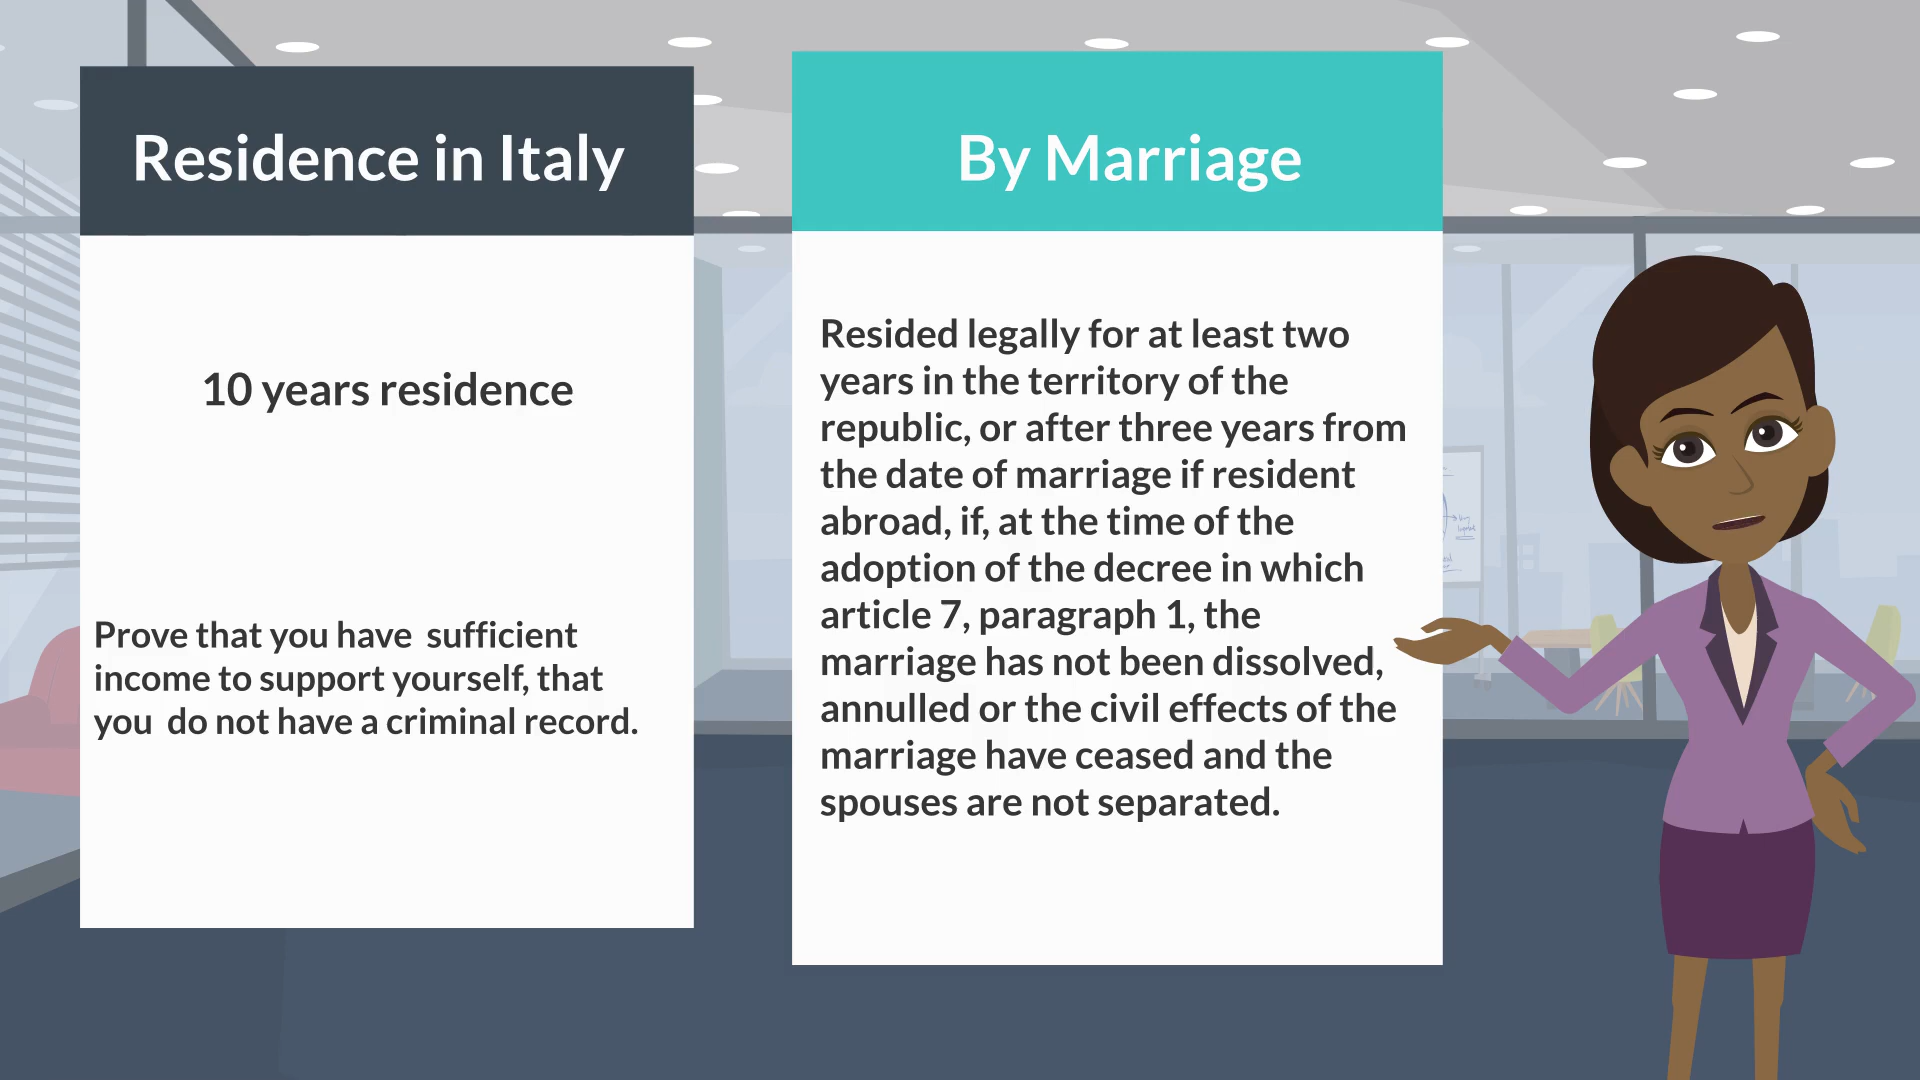 Residence in Italy
10 years residence
Prove that you have  sufficient
income to support yourself, that
you  do not have a criminal record.
By Marriage
Resided legally for at least two
years in the territory of the
republic, or after three years from
the date of marriage if resident
abroad, if, at the time of the
adoption of the decree in which
article 7, paragraph 1, the
marriage has not been dissolved,
annulled or the civil effects of the
marriage have ceased and the
spouses are not separated.